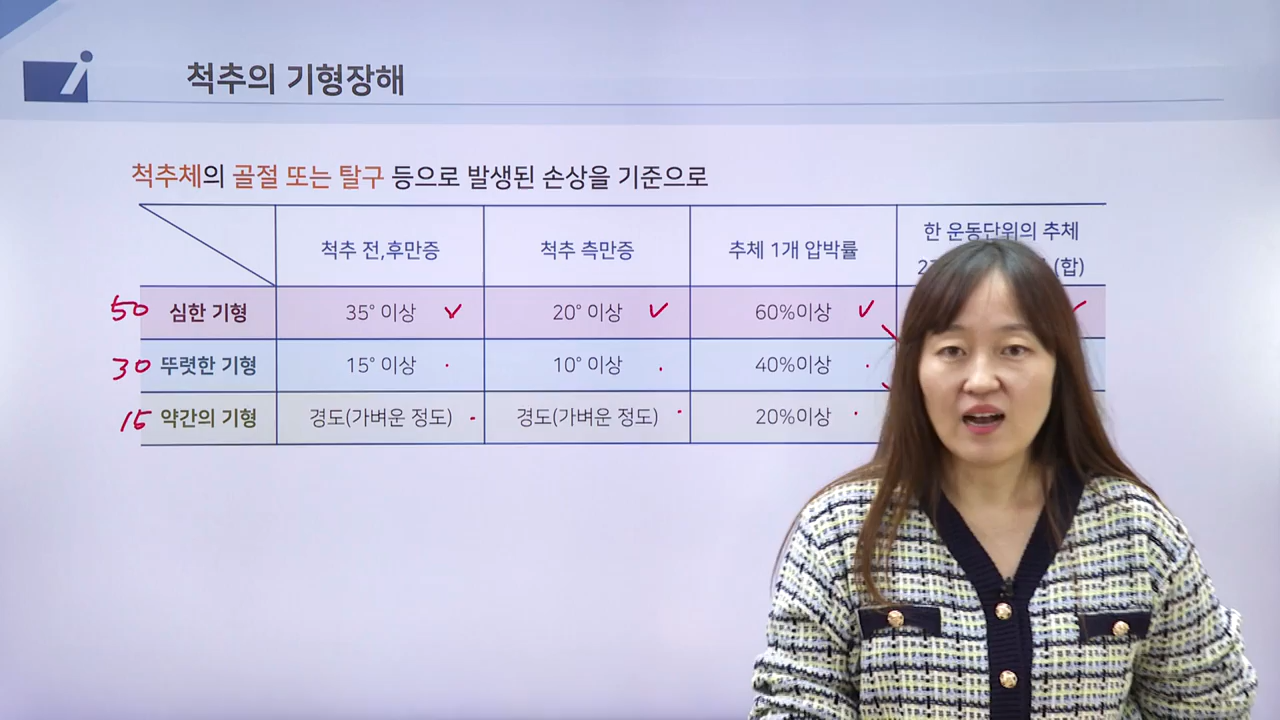 척추의 기형장해
척추체의 골절 또는 탈구 등으로 발생된 손상을 기준으로
척추 전,후만증 척추 측만증 추체 1개 압박률 한 운동단위의 추체
(합)
50 심한 기형 35° 이상 20° 이상 60%이상
30 뚜렷한 기형 15° 이상 10° 이상 40%이상
15 약간의 기형 경도(가벼운 정도) 경도(가벼운 정도) 20%이상